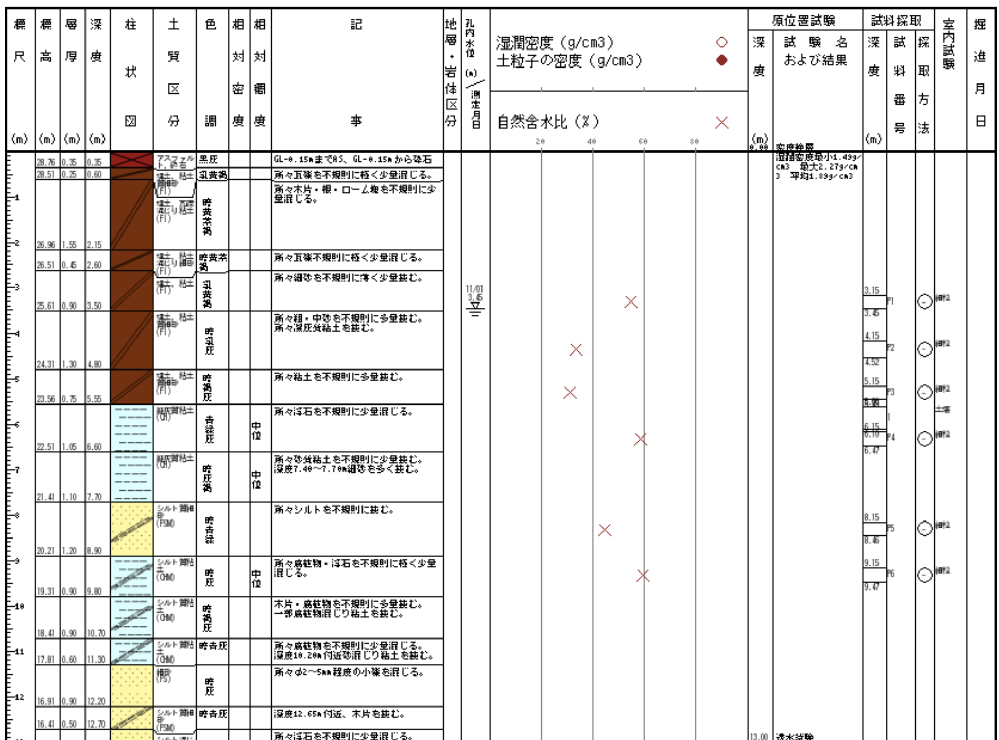 標尺 (m)
標高 (m)
層厚 (m)
深度 (m)
柱状図
土質区分
色調
相対密度
相対稠度
記事
地層・岩体区分
孔内水位 (m) / 測定月日
湿潤密度 (g/cm3)
土粒子の密度 (g/cm3)
自然含水比 (%)
20 40 60 80
原位置試験
深度 (m)
試験名および結果
試料採取
深度 (m)
試料番号
採取方法
室内試験
掘進月日
0.00 密度検層
湿潤密度最小1.49g/
cm3 最大2.27g/cm
3 平均1.89g/cm3
28.76 0.35 0.35
アスファル
ト, 砕石
黒灰
GL-0.15mまでAS、GL-0.15mから砕石
28.51 0.25 0.60
埋土, 粘土
質細砂
(FI)
乳黄褐
所々瓦礫を不規則に極く少量混じる。
1
26.96 1.55 2.15
(FI)
暗黄茶褐
所々木片・根・ローム塊を不規則に少
量混じる。
2
26.51 0.45 2.60
埋土, 粘土
混じり細砂
(FI)
暗黄茶
褐
所々瓦礫不規則に極く少量混じる。
3
25.61 0.90 3.50
埋土, 粘土
(FI)
乳黄褐
所々細砂を不規則に薄く少量挟む。
11/01
3.45
3.15
3.45
P1
細粒
4
24.31 1.30 4.80
埋土, 粘土
質細砂
(FI)
暗乳灰
所々粗・中砂を不規則に多量挟む。
所々凝灰質粘土を挟む。
4.15
4.52
P2
細粒
5
23.56 0.75 5.55
埋土, 粘土
質細砂
(FI)
暗褐灰
所々粘土を不規則に多量挟む。
5.15
P3
細粒
6
22.51 1.05 6.60
凝灰質粘土
(CH)
青緑灰
中位
所々浮石を不規則に少量混じる。
1
6.15
6.47
P4
細粒
7
21.41 1.10 7.70
凝灰質粘土
(CH)
暗灰褐
中位
所々砂質粘土を不規則に少量挟む。
深度7.40～7.70m細砂を多く挟む。
8
20.21 1.20 8.90
シルト質細
砂
(FSM)
暗青緑
所々シルトを不規則に挟む。
8.15
8.46
P5
細粒
9
19.31 0.90 9.80
シルト質粘
土
(CHM)
暗灰
中位
所々腐植物・浮石を不規則に極く少量
混じる。
9.15
9.47
P6
細粒
10
18.41 0.90 10.70
シルト質粘
土
(CHM)
暗褐灰
木片・腐植物を不規則に多量挟む。
一部腐植物混じり粘土を挟む。
11
17.81 0.60 11.30
シルト質粘
土
(CHM)
暗青灰
所々腐植物を不規則に少量混じる。
深度10.20m付近砂混じり粘土を挟む。
12
16.91 0.90 12.20
細砂
(FS)
暗灰
所々φ2～5mm程度の小礫を混じる。
16.41 0.50 12.70
シルト質細
砂
(FSM)
暗青灰
深度12.65m付近、木片を挟む。
所々浮石を不規則に少量混じる。
13.00 透水試験